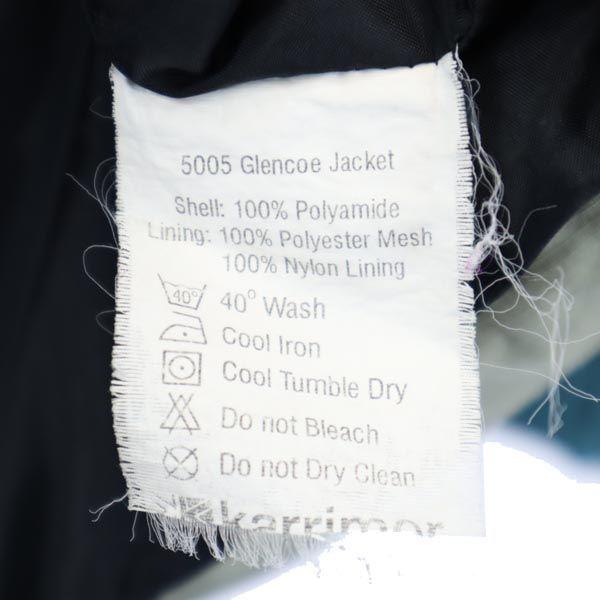 5005 Glencoe Jacket
Shell: 100% Polyamide
Lining: 100% Polyester Mesh
100% Nylon Lining
40° 40° Wash
Cool Iron
Cool Tumble Dry
Do not Bleach
Do not Dry Clean
karrimor